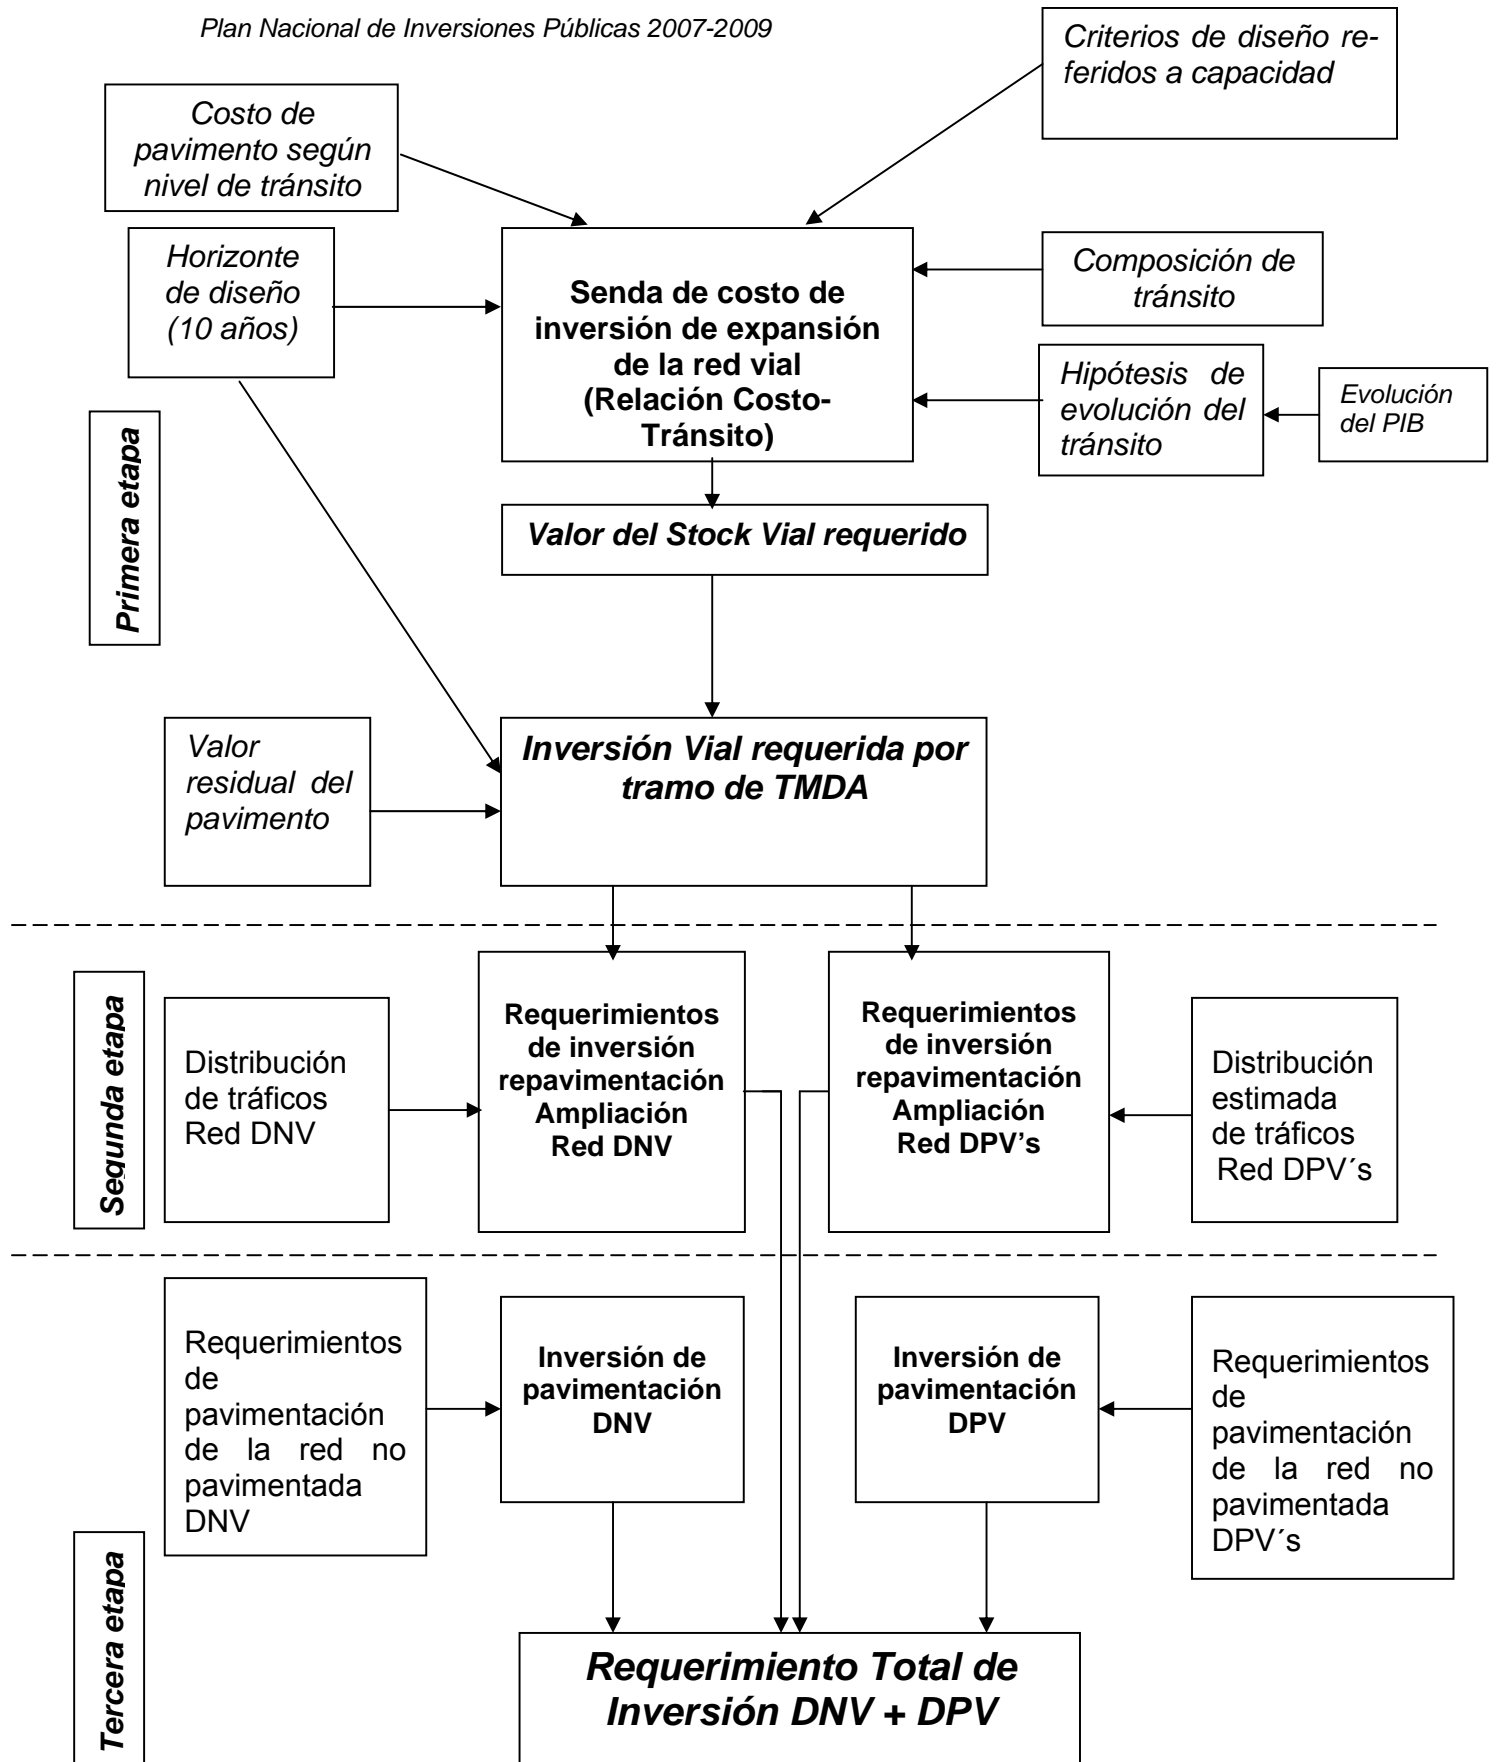 Plan Nacional de Inversiones Públicas 2007-2009
Criterios de diseño re-
feridos a capacidad
Costo de
pavimento según
nivel de tránsito
Horizonte
de diseño
(10 años)
Senda de costo de
inversión de expansión
de la red vial
(Relación Costo-
Tránsito)
Composición de
tránsito
Hipótesis de
evolución del
tránsito
Evolución
del PIB
Primera etapa
Valor del Stock Vial requerido
Valor
residual del
pavimento
Inversión Vial requerida por
tramo de TMDA
Segunda etapa
Distribución
de tráficos
Red DNV
Requerimientos
de inversión
repavimentación
Ampliación
Red DNV
Requerimientos
de inversión
repavimentación
Ampliación
Red DPV’s
Distribución
estimada
de tráficos
Red DPV´s
Requerimientos
de
pavimentación
de la red no
pavimentada
DNV
Inversión de
pavimentación
DNV
Inversión de
pavimentación
DPV
Requerimientos
de
pavimentación
de la red no
pavimentada
DPV´s
Tercera etapa
Requerimiento Total de
Inversión DNV + DPV